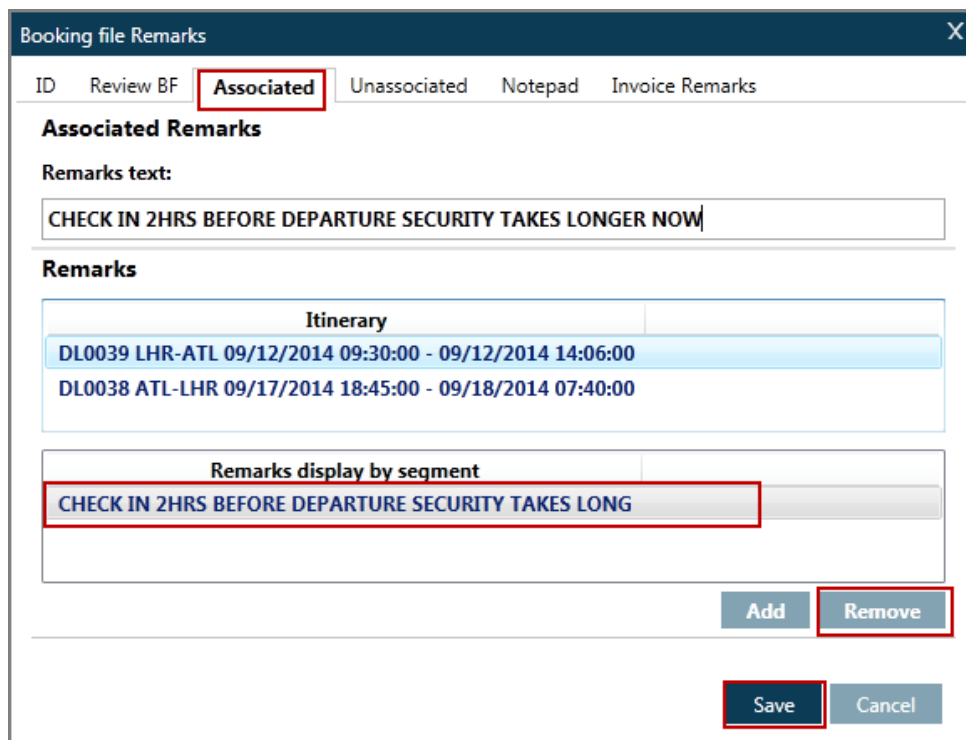 Booking file Remarks X
ID Review BF Associated Unassociated Notepad Invoice Remarks
Associated Remarks
Remarks text:
CHECK IN 2HRS BEFORE DEPARTURE SECURITY TAKES LONGER NOW
Remarks
Itinerary
DL0039 LHR-ATL 09/12/2014 09:30:00 - 09/12/2014 14:06:00
DL0038 ATL-LHR 09/17/2014 18:45:00 - 09/18/2014 07:40:00
Remarks display by segment
CHECK IN 2HRS BEFORE DEPARTURE SECURITY TAKES LONG
Add Remove
Save Cancel